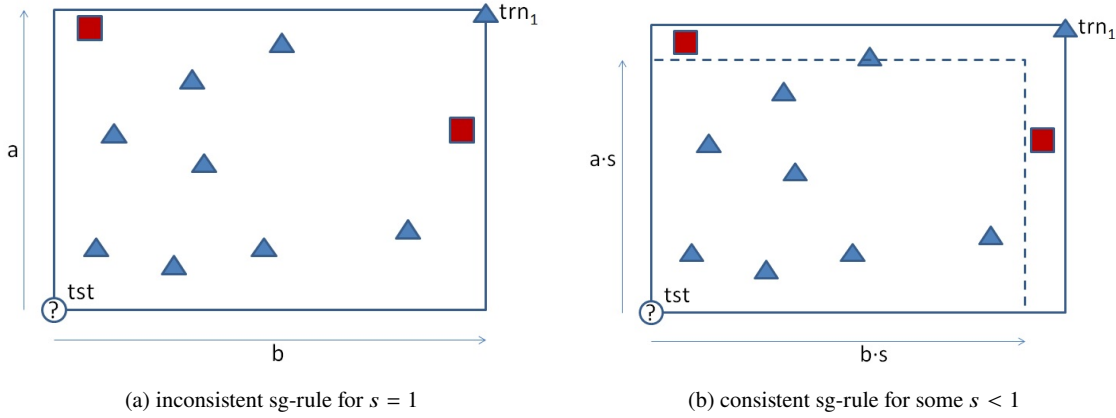 trn1
a
tst
?
b
(a) inconsistent sg-rule for s = 1
trn1
a·s
tst
?
b·s
(b) consistent sg-rule for some s < 1